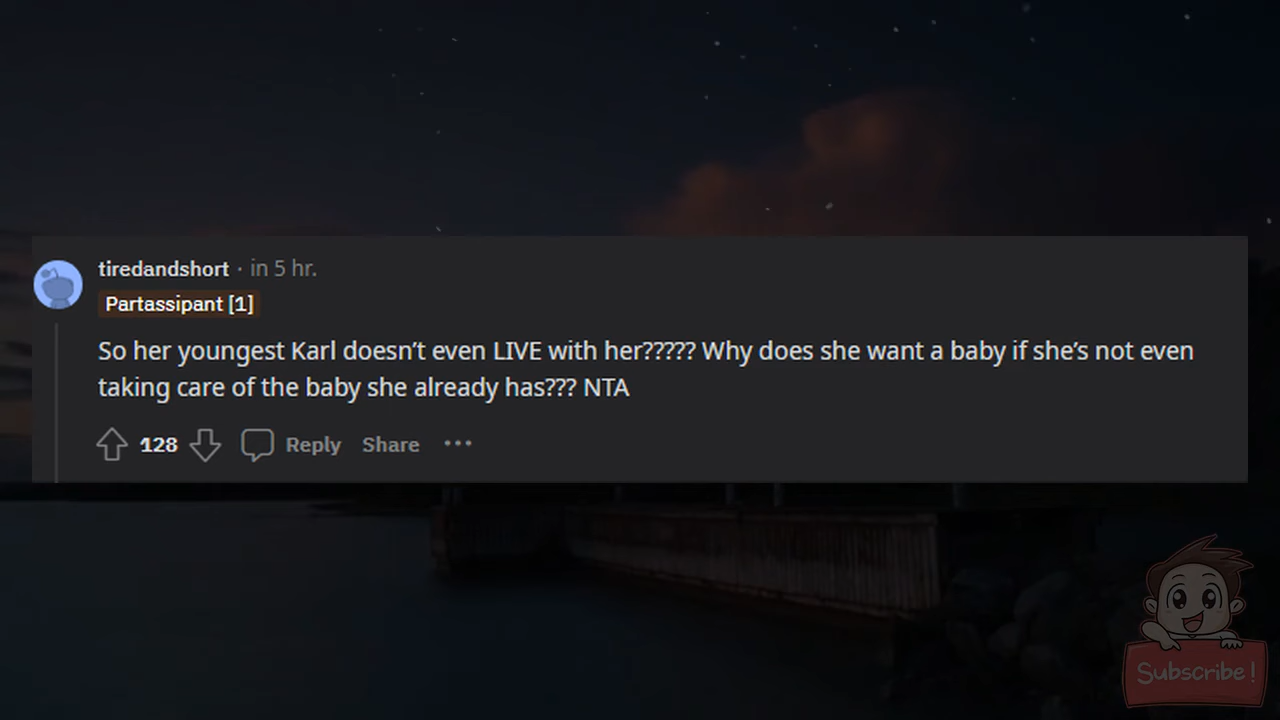 tiredandshort · in 5 hr.
Partassipant [1]
So her youngest Karl doesn’t even LIVE with her????? Why does she want a baby if she’s not even
taking care of the baby she already has??? NTA
128 Reply Share ···
Subscribe!